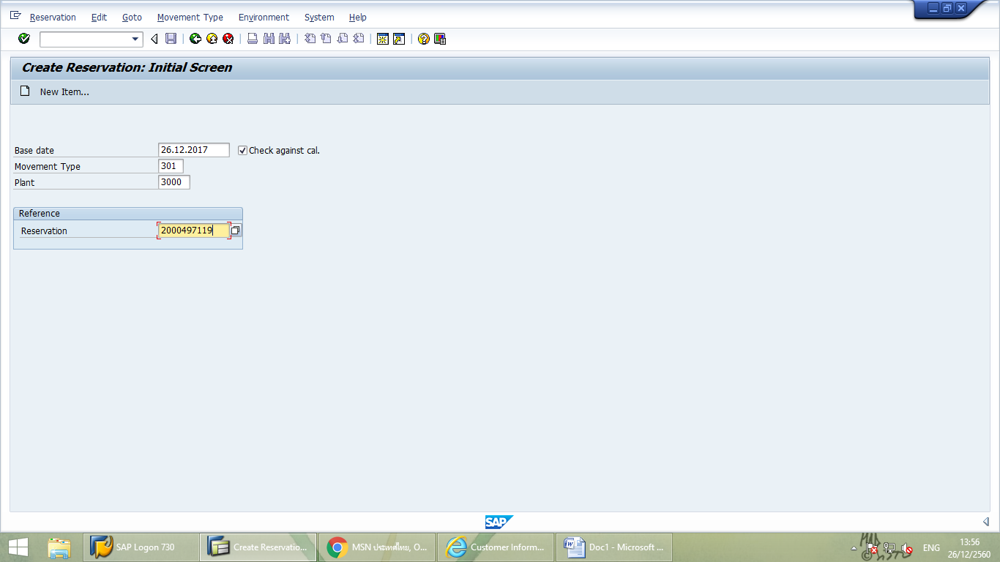 Reservation Edit Goto Movement Type Environment System Help
Create Reservation: Initial Screen
New Item...
Base date 26.12.2017 Check against cal.
Movement Type 301
Plant 3000
Reference
Reservation 2000497119
SAP
SAP Logon 730 Create Reservatio... MSN ประเทศไทย, O... Customer Inform... Doc1 - Microsoft ... ENG 13:56
26/12/2560